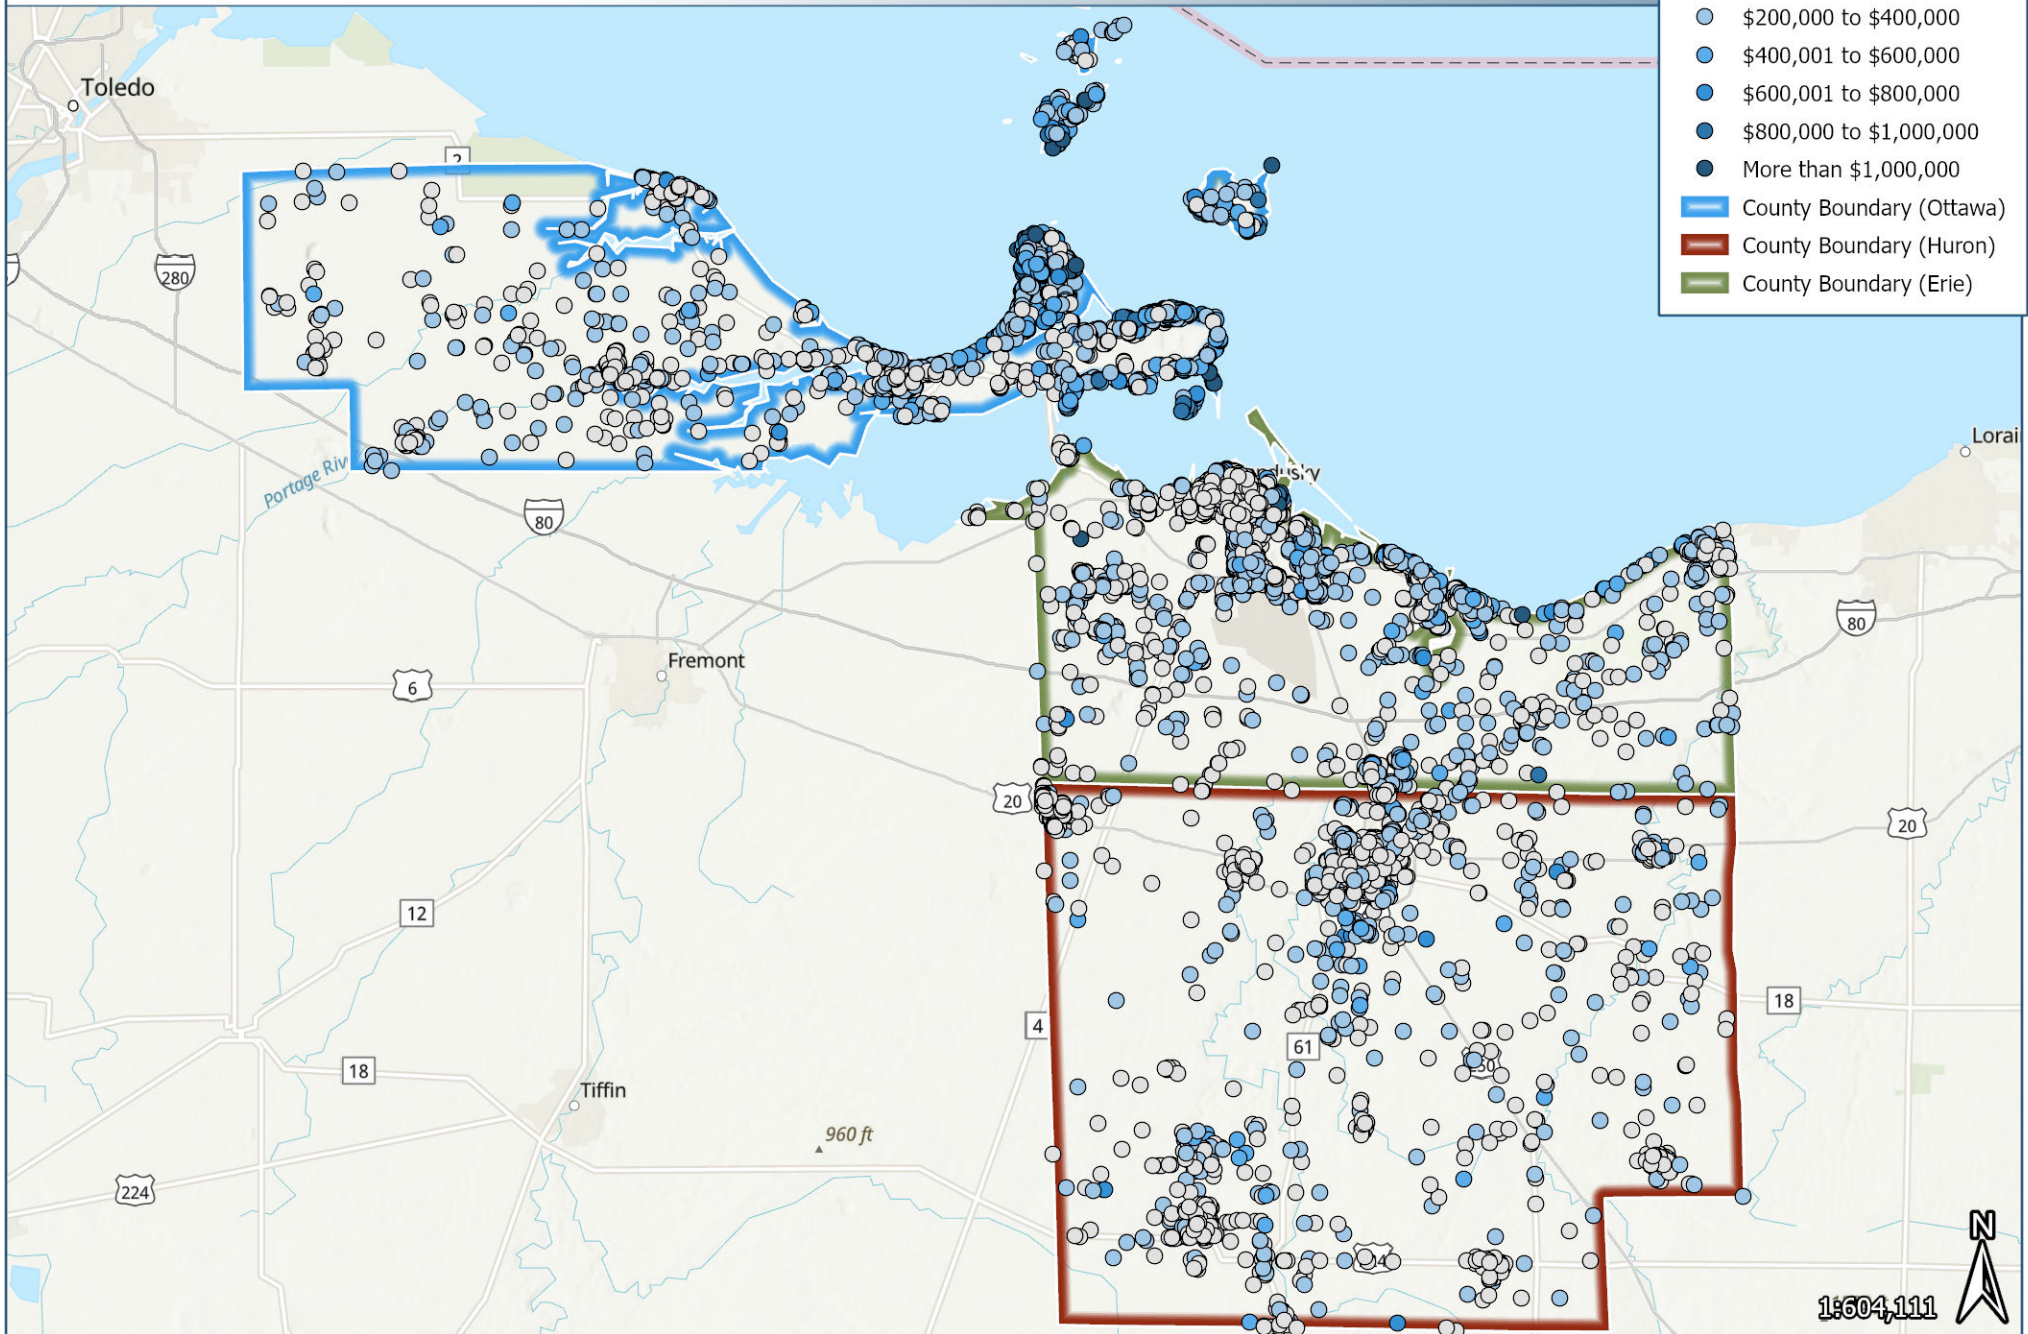 $200,000 to $400,000
$400,001 to $600,000
$600,001 to $800,000
$800,000 to $1,000,000
More than $1,000,000
County Boundary (Ottawa)
County Boundary (Huron)
County Boundary (Erie)
Toledo
2
280
Portage
80
Fremont
6
20
12
18
Tiffin
960 ft
224
4
61
18
20
80
N
1:604,111